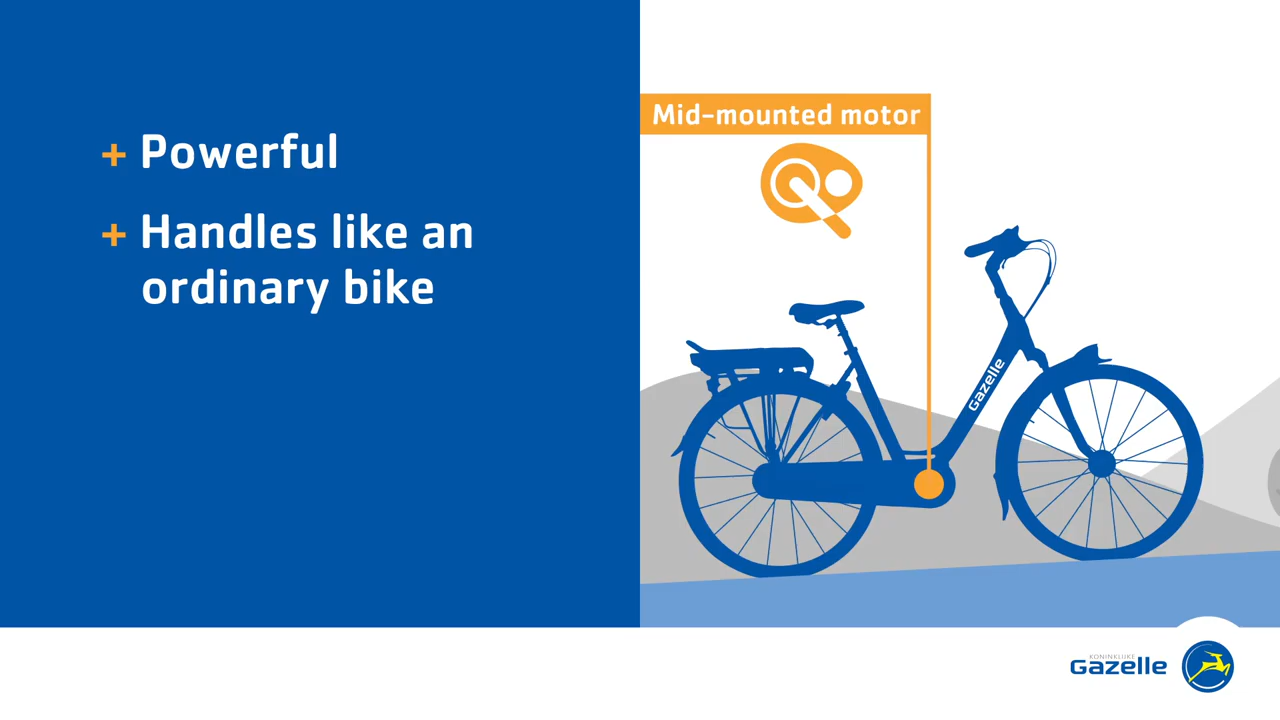 + Powerful
+ Handles like an
ordinary bike
Mid-mounted motor
Gazelle
KONINKLIJKE
Gazelle